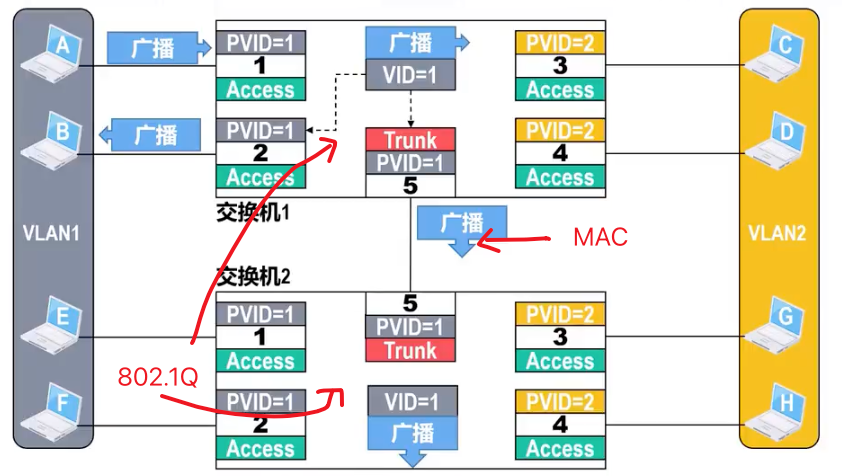 A
广播
PVID=1
1
Access
广播
VID=1
PVID=2
3
Access
C
B
广播
PVID=1
2
Access
Trunk
PVID=1
5
PVID=2
4
Access
D
VLAN1
交换机1
广播
MAC
VLAN2
交换机2
E
PVID=1
1
Access
5
PVID=1
Trunk
PVID=2
3
Access
G
802.1Q
F
PVID=1
2
Access
VID=1
广播
PVID=2
4
Access
H